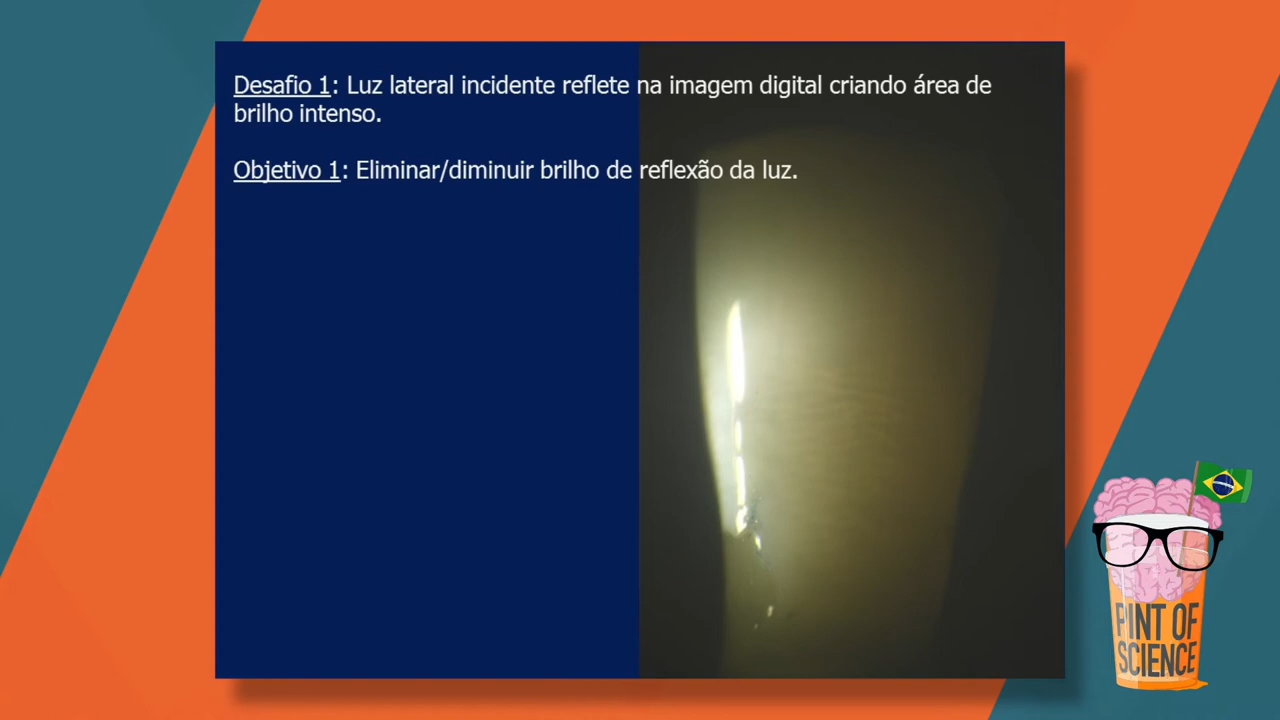 Desafio 1: Luz lateral incidente reflete na imagem digital criando área de
brilho intenso.
Objetivo 1: Eliminar/diminuir brilho de reflexão da luz.
PINT OF
SCIENCE